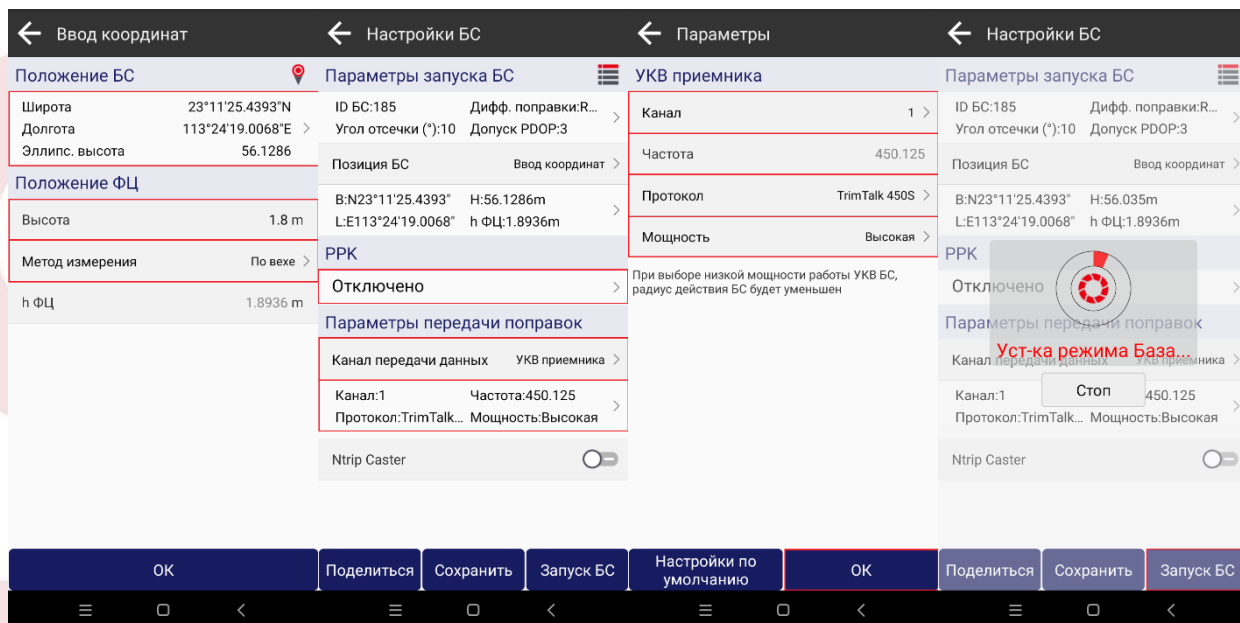 Ввод координат
Положение БС
Широта 23°11'25.4393"N
Долгота 113°24'19.0068"E
Эллипс. высота 56.1286
Положение ФЦ
Высота 1.8 m
Метод измерения По вехе
h ФЦ 1.8936 m
ОК
Настройки БС
Параметры запуска БС
ID БС:185 Дифф. поправки:R...
Угол отсечки (°):10 Допуск PDOP:3
Позиция БС Ввод координат
B:N23°11'25.4393" H:56.1286m
L:E113°24'19.0068" h ФЦ:1.8936m
PPK
Отключено
Параметры передачи поправок
Канал передачи данных УКВ приемника
Канал:1 Частота:450.125
Протокол:TrimTalk... Мощность:Высокая
Ntrip Caster
Поделиться Сохранить Запуск БС
Параметры
УКВ приемника
Канал 1
Частота 450.125
Протокол TrimTalk 450S
Мощность Высокая
При выборе низкой мощности работы УКВ БС,
радиус действия БС будет уменьшен
Настройки по
умолчанию
ОК
Настройки БС
Параметры запуска БС
ID БС:185 Дифф. поправки:R...
Угол отсечки (°):10 Допуск PDOP:3
Позиция БС Ввод координат
B:N23°11'25.4393" H:56.035m
L:E113°24'19.0068" h ФЦ:1.8936m
PPK
Отключено
Параметры передачи поправок
Уст-ка режима База...
Канал передачи данных УКВ приемника
Стоп
Канал:1 450.125
Протокол:TrimTalk... Мощность:Высокая
Ntrip Caster
Поделиться Сохранить Запуск БС